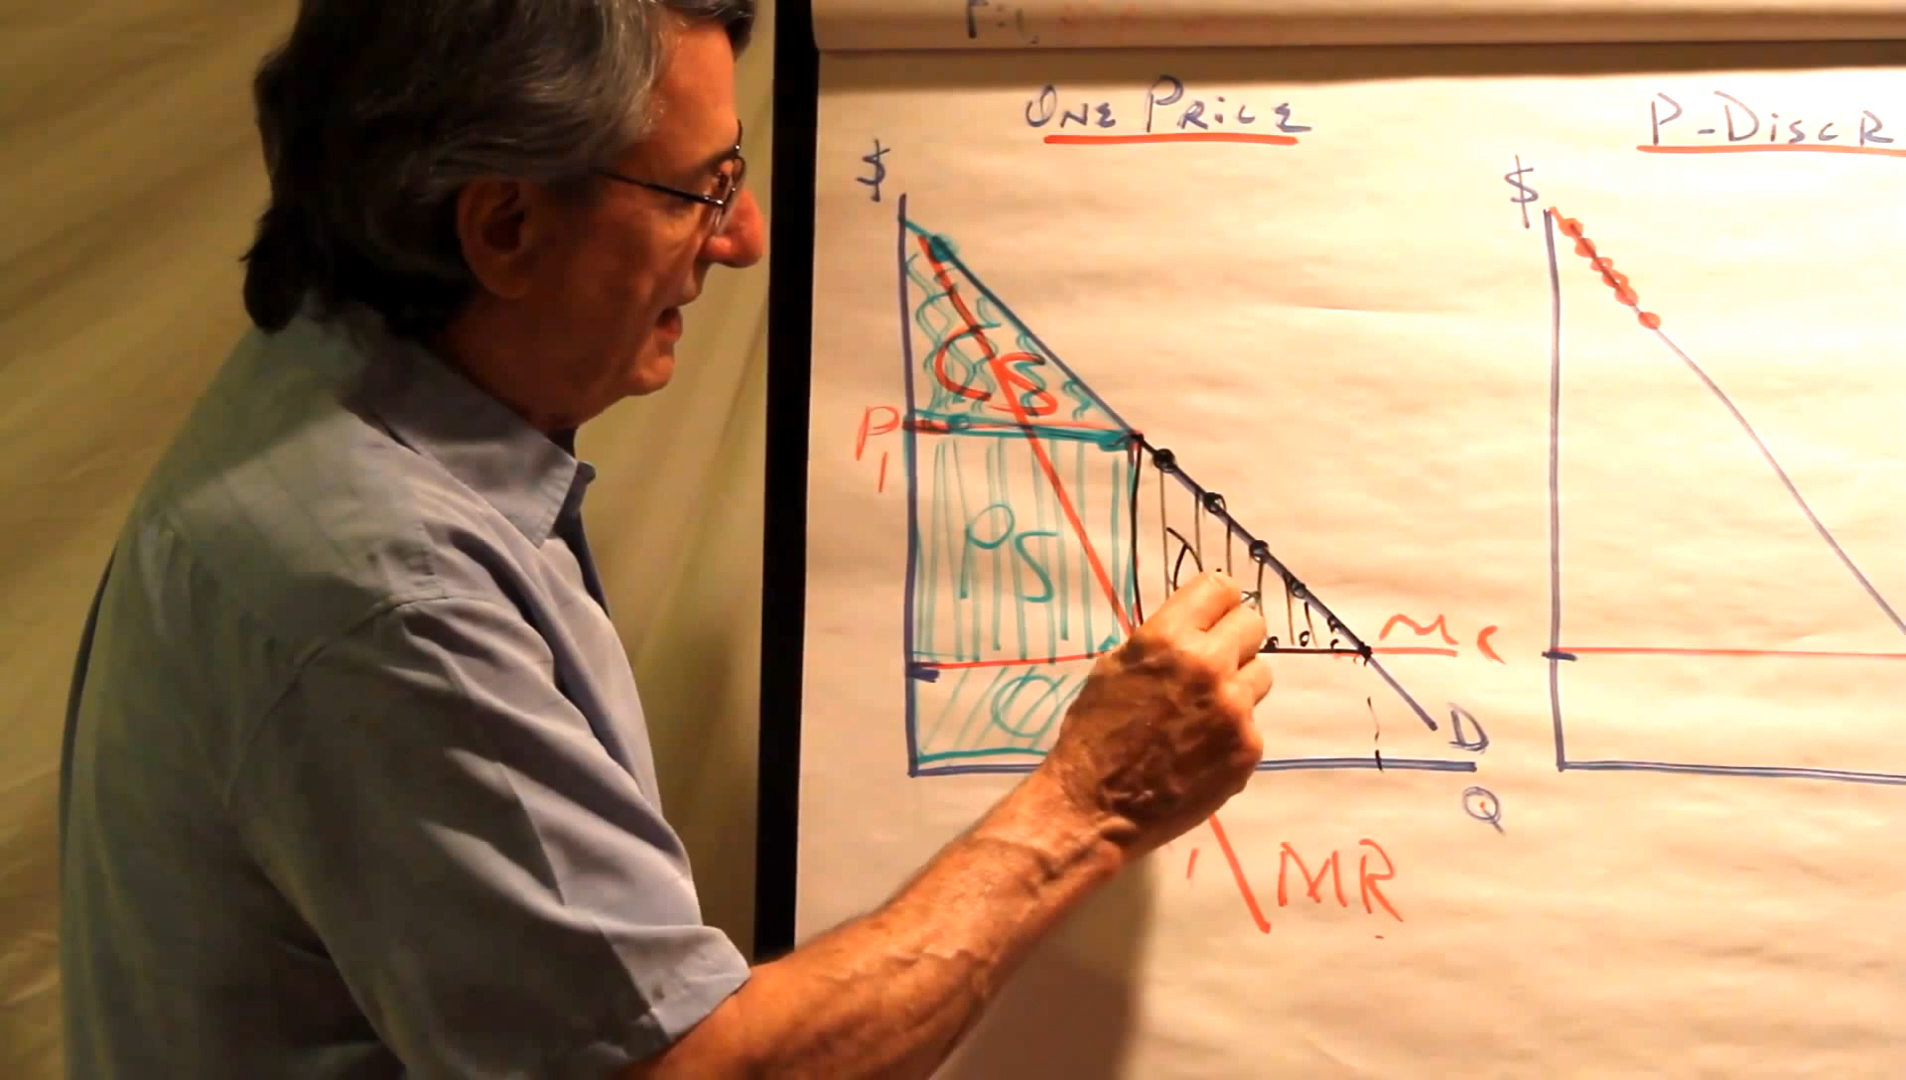 ONE PRICE
P-DISCR
$
$
CS
P1
PS
MC
D
Q
MR